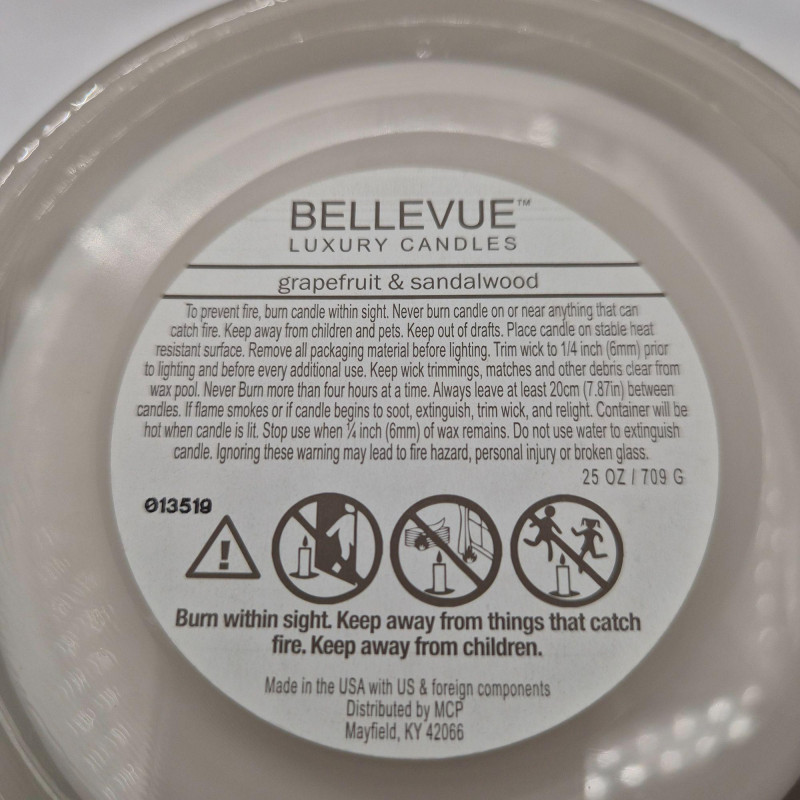 BELLEVUE™
LUXURY CANDLES
grapefruit & sandalwood
To prevent fire, burn candle within sight. Never burn candle on or near anything that can
catch fire. Keep away from children and pets. Keep out of drafts. Place candle on stable heat
resistant surface. Remove all packaging material before lighting. Trim wick to 1/4 inch (6mm) prior
to lighting and before every additional use. Keep wick trimmings, matches and other debris clear from
wax pool. Never Burn more than four hours at a time. Always leave at least 20cm (7.87in) between
candles. If flame smokes or if candle begins to soot, extinguish, trim wick, and relight. Container will be
hot when candle is lit. Stop use when ¼ inch (6mm) of wax remains. Do not use water to extinguish
candle. Ignoring these warning may lead to fire hazard, personal injury or broken glass.
25 OZ / 709 G
013519
Burn within sight. Keep away from things that catch
fire. Keep away from children.
Made in the USA with US & foreign components
Distributed by MCP
Mayfield, KY 42066